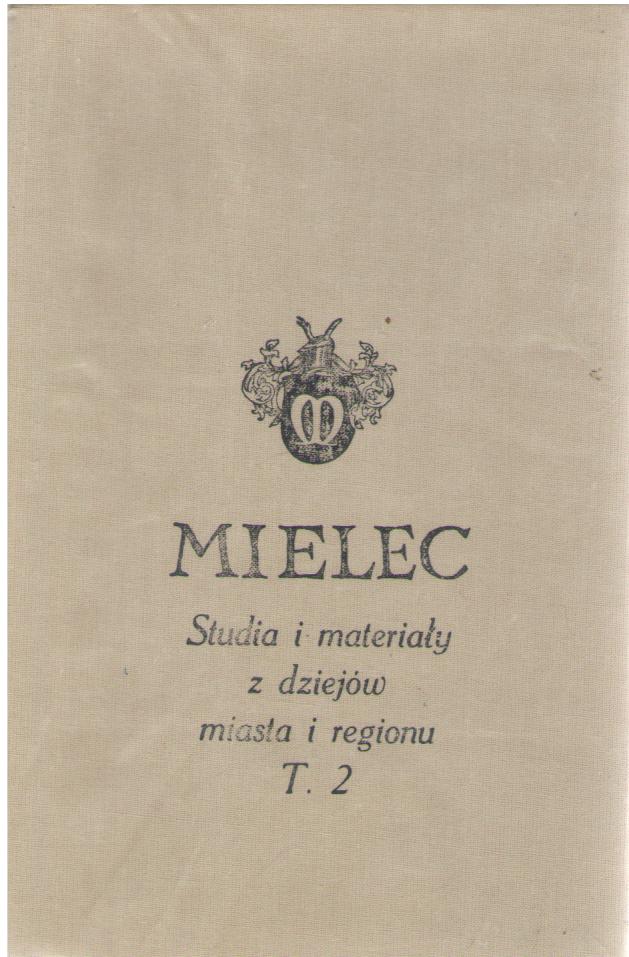 MIELEC
Studia i materiały
z dziejów
miasta i regionu
T. 2